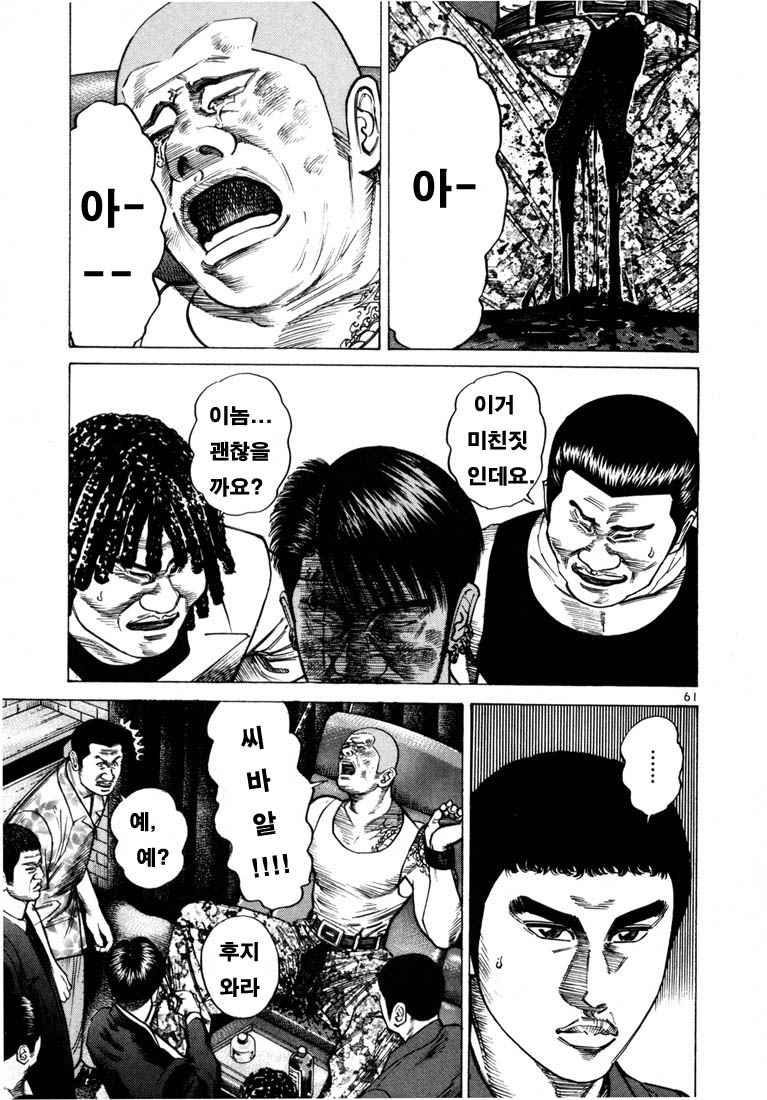 아-
아-
--
이거
미친짓
인데요.
이놈...
괜찮을
까요?
61
......
씨
바
알
!!!!
후지
와라
예,
예?